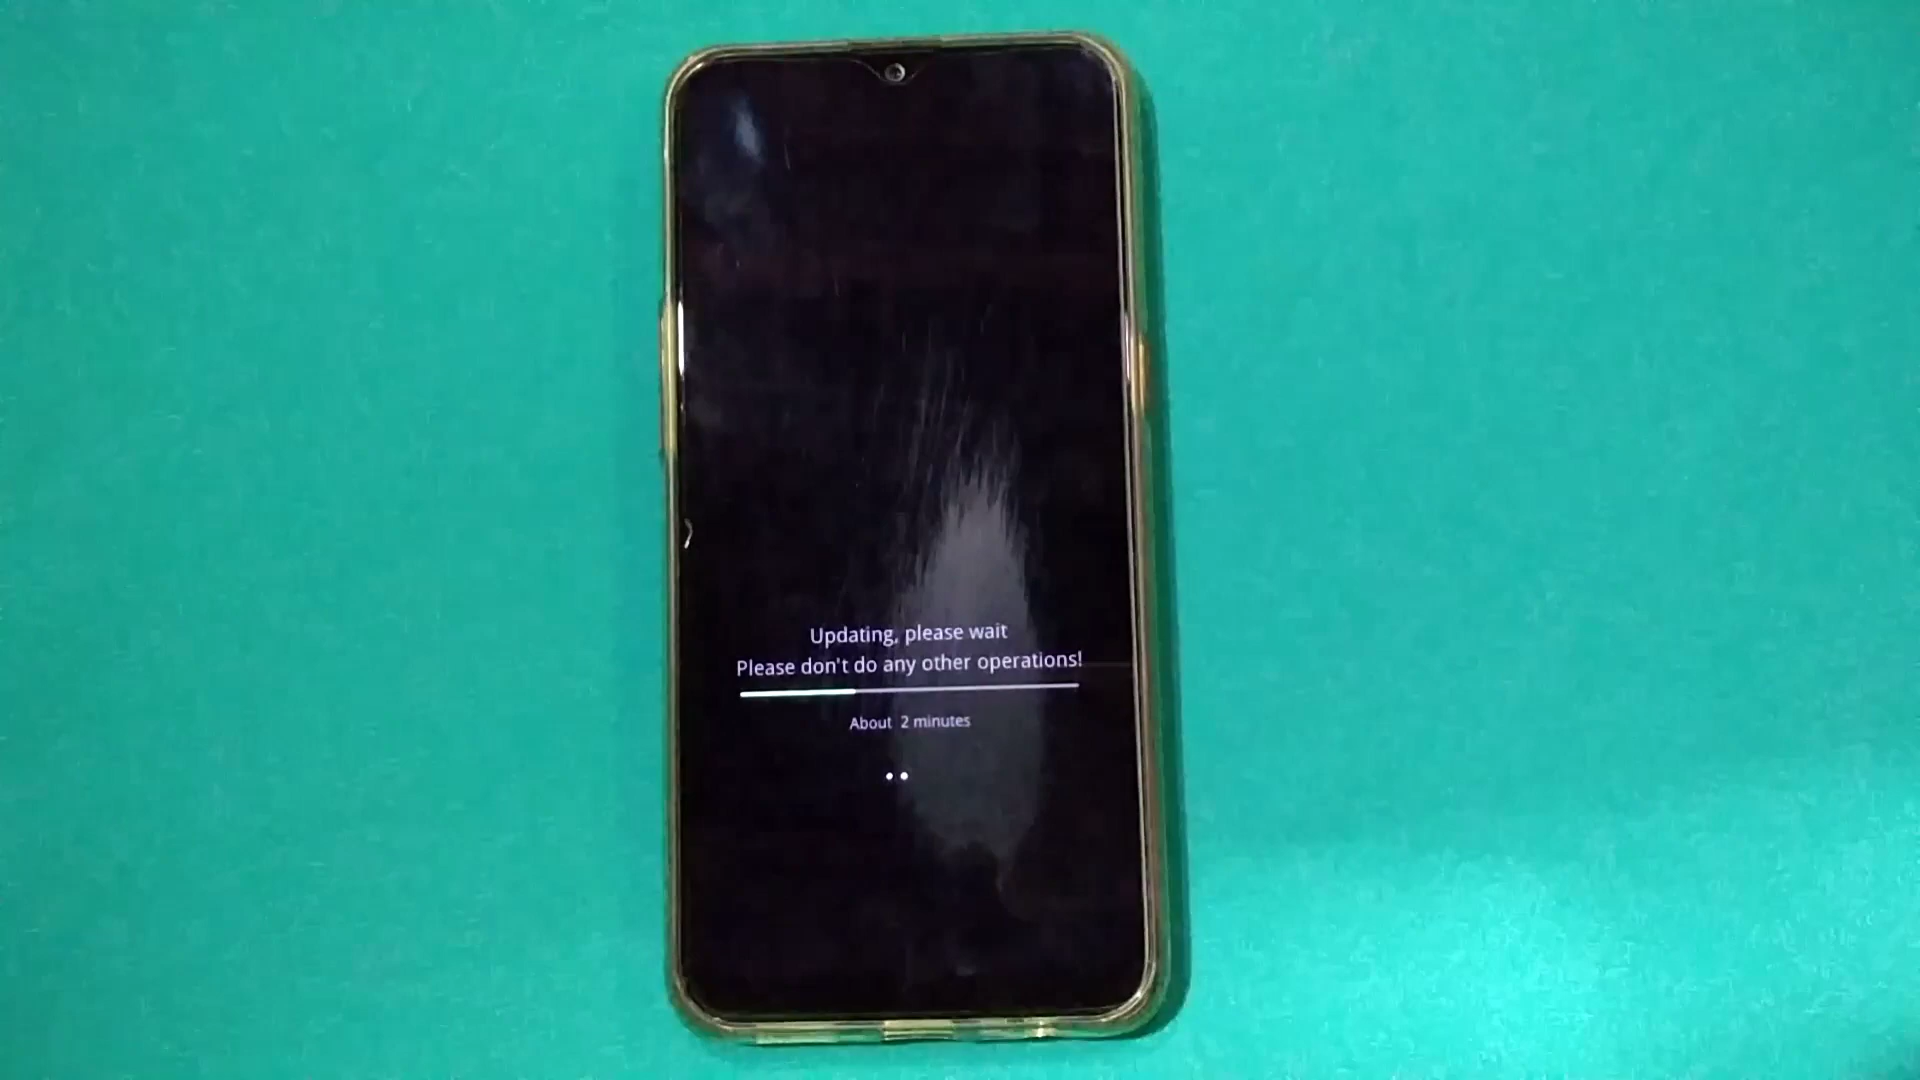 Updating, please wait
Please don't do any other operations!
About 2 minutes